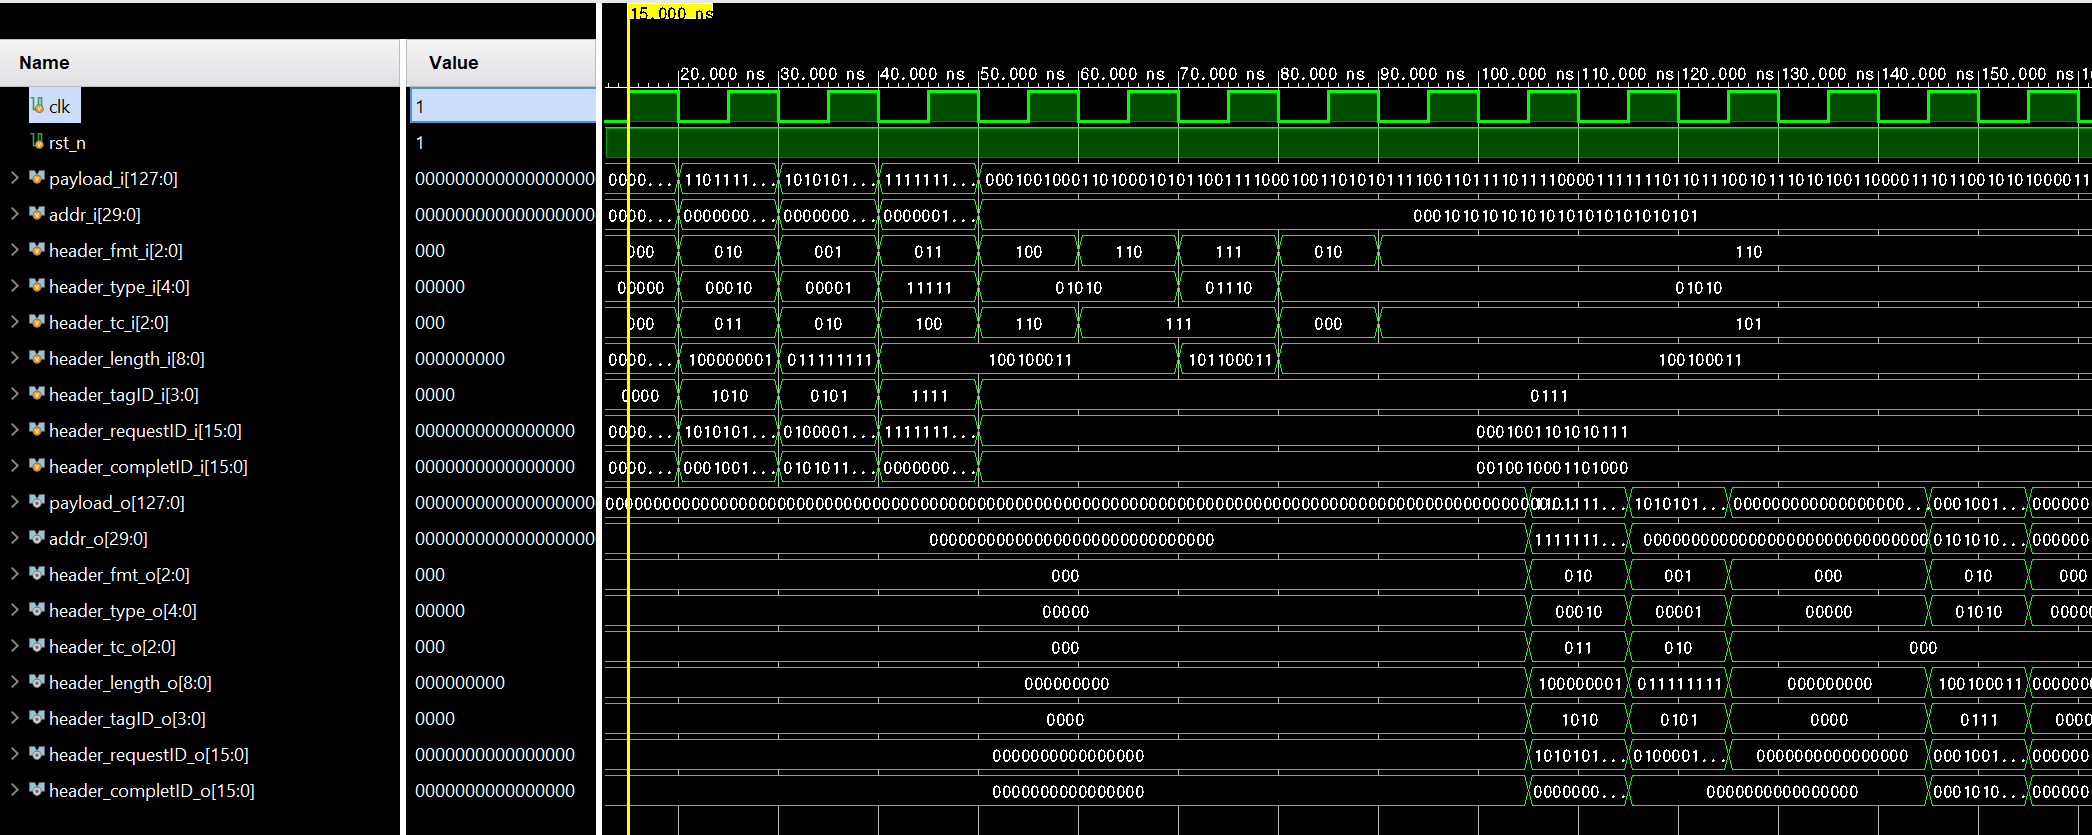 15.000 ns
Name Value
20.000 ns 30.000 ns 40.000 ns 50.000 ns 60.000 ns 70.000 ns 80.000 ns 90.000 ns 100.000 ns 110.000 ns 120.000 ns 130.000 ns 140.000 ns 150.000 ns
clk 1
rst_n 1
payload_i[127:0] 0000... 1101111... 1010101... 1111111...
addr_i[29:0] 0000... 0000000... 0000000... 0000001... 000101010101010101010101010101
header_fmt_i[2:0] 000 000 010 001 011 100 110 111 010 110
header_type_i[4:0] 00000 00000 00010 00001 11111 01010 01110 01010
header_tc_i[2:0] 000 000 011 010 100 110 111 000 101
header_length_i[8:0] 000000000 0000... 100000001 011111111 100100011 101100011 100100011
header_tagID_i[3:0] 0000 0000 1010 0101 1111 0111
header_requestID_i[15:0] 0000000000000000 0000... 1010101... 0100001... 1111111... 0001001101010111
header_completID_i[15:0] 0000000000000000 0000... 0001001... 0101011... 0000000... 0010010001101000
payload_o[127:0] 1010101... 0001001... 000000
addr_o[29:0] 000000000000000000000000000000 1111111... 0101010... 000000
header_fmt_o[2:0] 000 000 010 001 000 010 000
header_type_o[4:0] 00000 00000 00010 00001 00000 01010 00000
header_tc_o[2:0] 000 000 011 010 000
header_length_o[8:0] 000000000 000000000 100000001 011111111 000000000 100100011 0000000
header_tagID_o[3:0] 0000 0000 1010 0101 0000 0111 0000
header_requestID_o[15:0] 0000000000000000 0000000000000000 1010101... 0100001... 0000000000000000 0001001... 000000
header_completID_o[15:0] 0000000000000000 0000000000000000 0000000... 0000000000000000 0001010... 000000